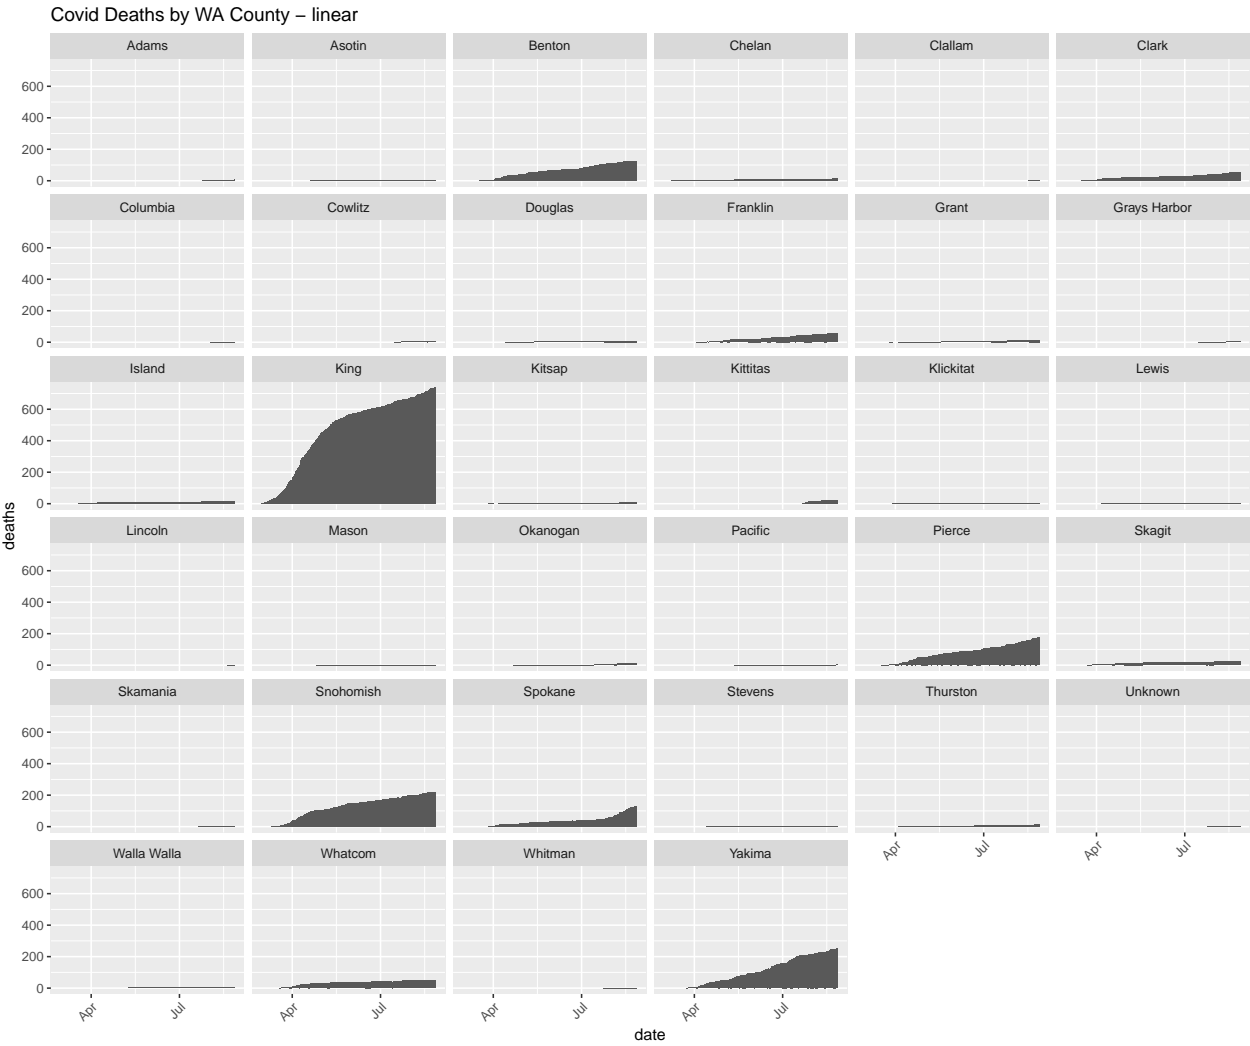 Covid Deaths by WA County – linear
Adams Asotin Benton Chelan Clallam Clark
600
400
200
0
Columbia Cowlitz Douglas Franklin Grant Grays Harbor
600
400
200
0
Island King Kitsap Kittitas Klickitat Lewis
600
400
200
0
deaths
Lincoln Mason Okanogan Pacific Pierce Skagit
600
400
200
0
Skamania Snohomish Spokane Stevens Thurston Unknown
600
400
200
0
Apr Jul Apr Jul
Walla Walla Whatcom Whitman Yakima
600
400
200
0
Apr Jul Apr Jul Apr Jul Apr Jul
date